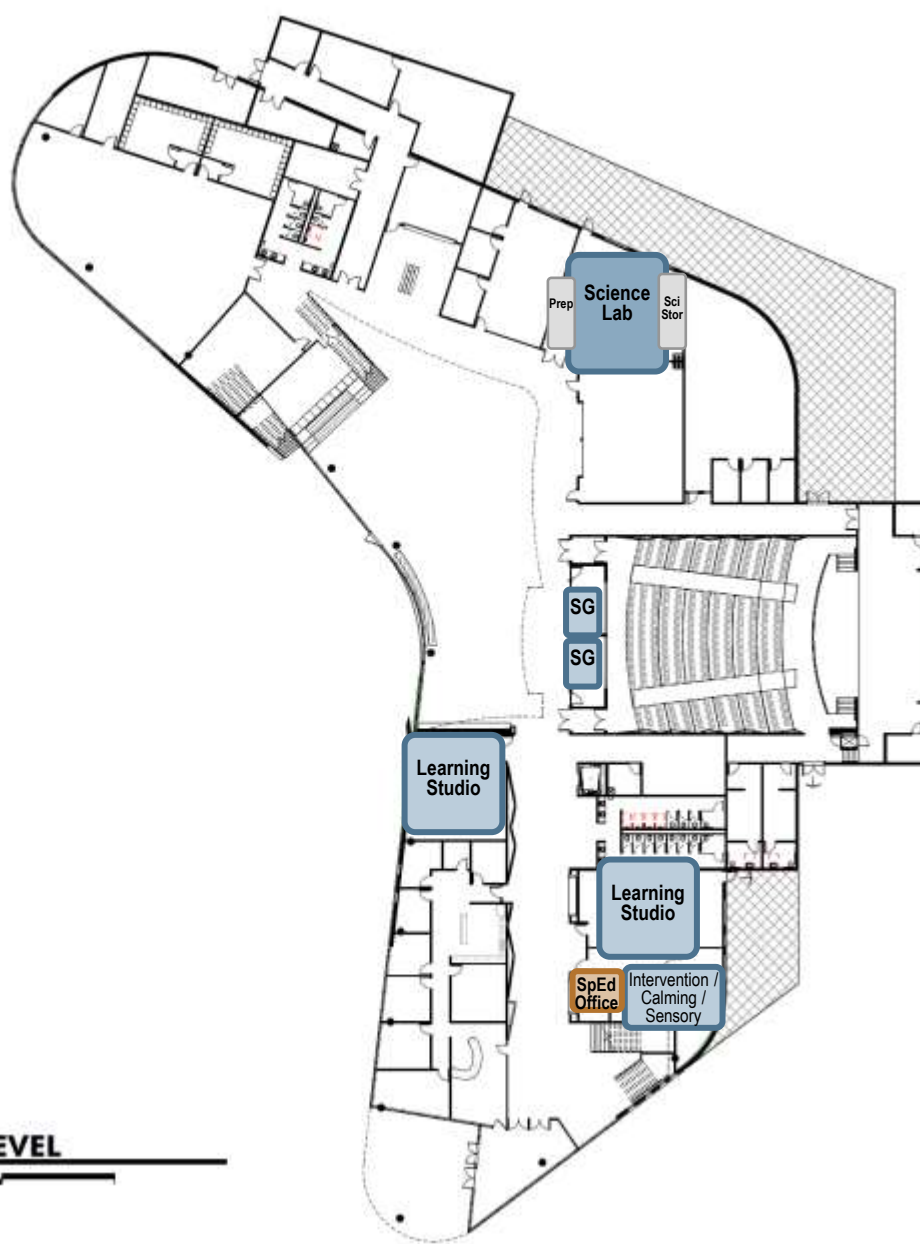 Prep
Science
Lab
Sci
Stor
SG
SG
Learning
Studio
Learning
Studio
SpEd
Office
Intervention /
Calming /
Sensory
EVEL